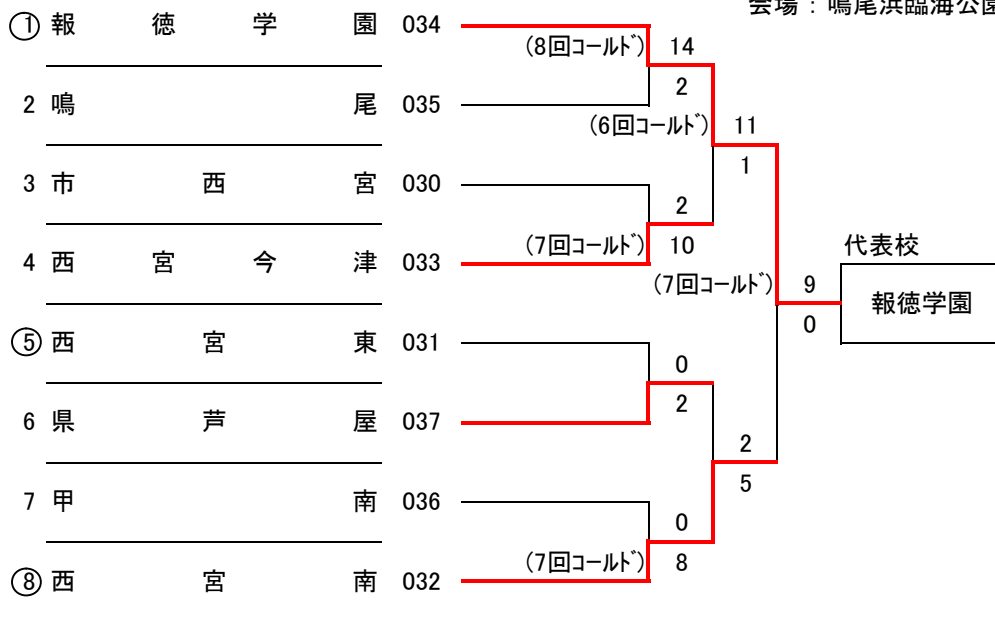 会場：鳴尾浜臨海公園
① 報徳学園 034
(8回ｺｰﾙﾄﾞ) 14
2
2 鳴尾 035
(6回ｺｰﾙﾄﾞ) 11
1
3 市西宮 030
2
(7回ｺｰﾙﾄﾞ) 10
4 西宮今津 033
代表校
(7回ｺｰﾙﾄﾞ) 9
0
報徳学園
⑤ 西宮東 031
0
2
6 県芦屋 037
2
5
7 甲南 036
0
(7回ｺｰﾙﾄﾞ) 8
⑧ 西宮南 032